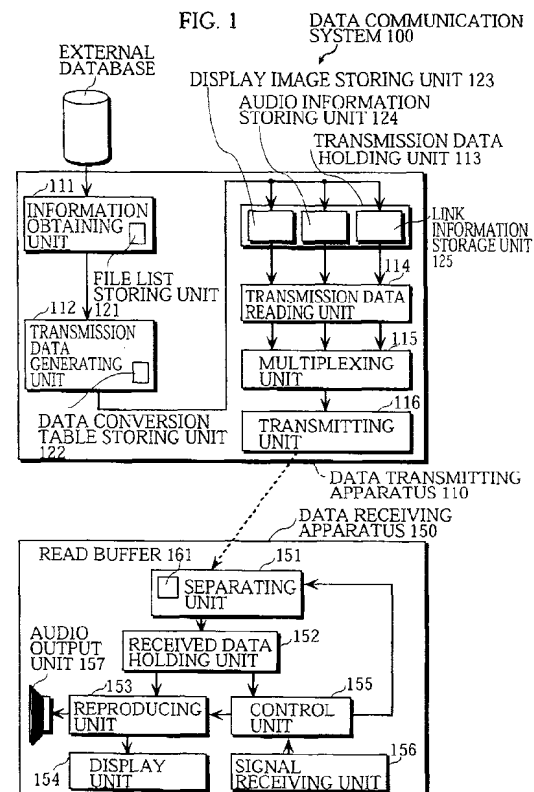 FIG. 1
DATA COMMUNICATION
SYSTEM 100
EXTERNAL
DATABASE
DISPLAY IMAGE STORING UNIT 123
AUDIO INFORMATION
STORING UNIT 124
TRANSMISSION DATA
HOLDING UNIT 113
111
INFORMATION
OBTAINING
UNIT
LINK
INFORMATION
STORAGE UNIT
125
FILE LIST
STORING UNIT
121
114
TRANSMISSION DATA
READING UNIT
112
TRANSMISSION
DATA
GENERATING
UNIT
115
MULTIPLEXING
UNIT
DATA CONVERSION
TABLE STORING UNIT
122
116
TRANSMITTING
UNIT
DATA TRANSMITTING
APPARATUS 110
DATA RECEIVING
APPARATUS 150
READ BUFFER 161
151
SEPARATING
UNIT
AUDIO
OUTPUT
UNIT 157
152
RECEIVED DATA
HOLDING UNIT
153
REPRODUCING
UNIT
155
CONTROL
UNIT
154
DISPLAY
UNIT
156
SIGNAL
RECEIVING UNIT